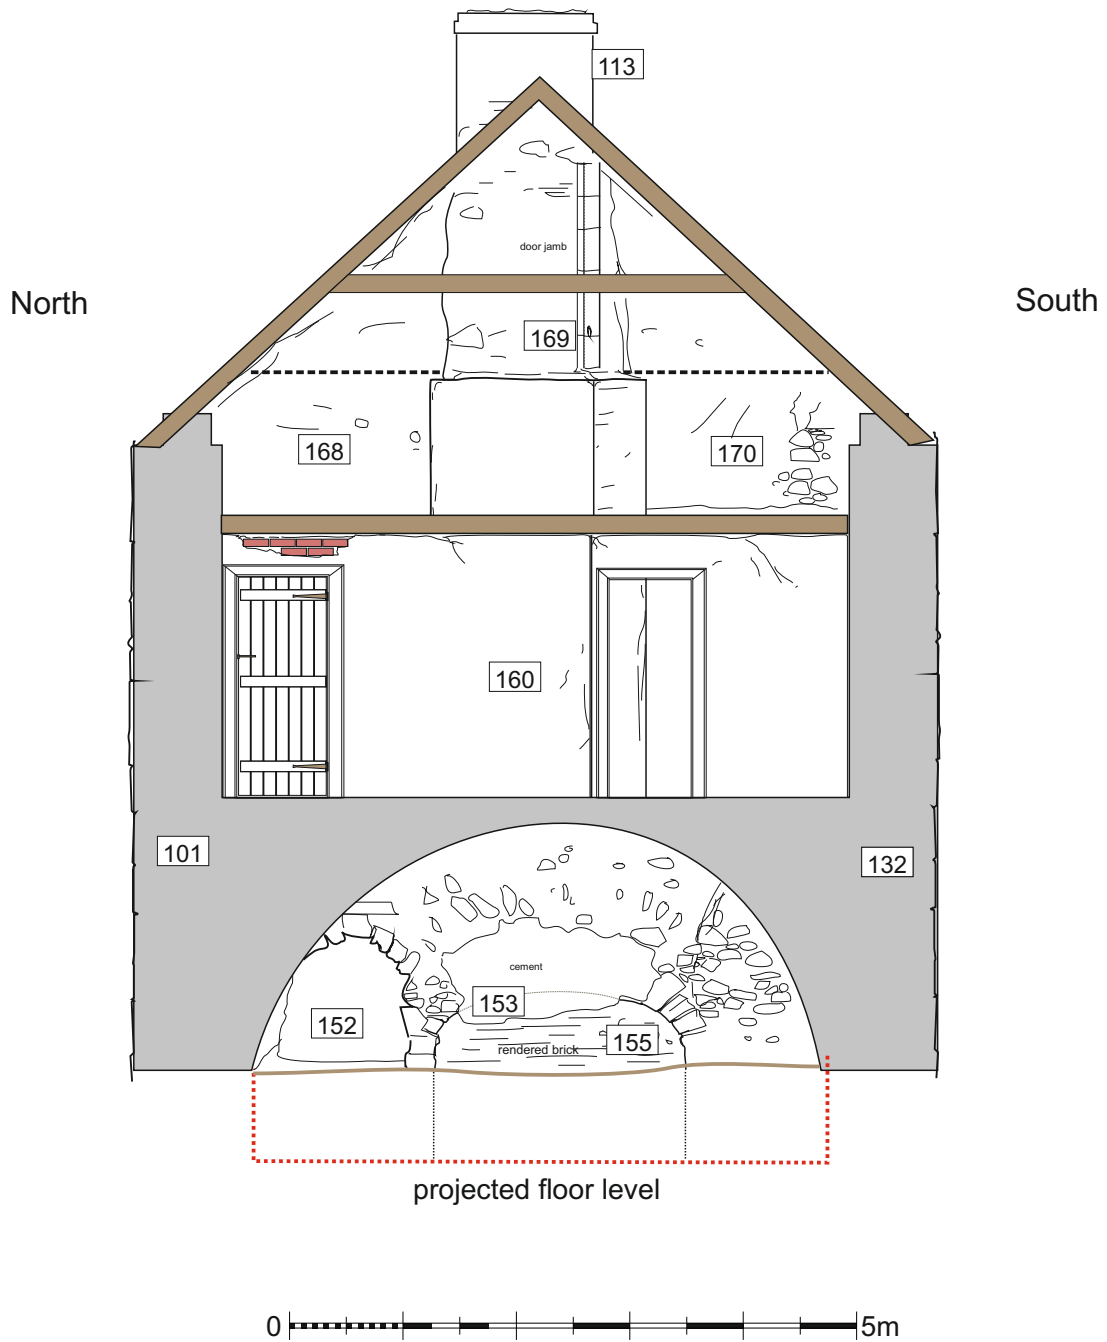 113
door jamb
North
South
169
168
170
160
101
132
cement
153
152
155
rendered brick
projected floor level
0
5m